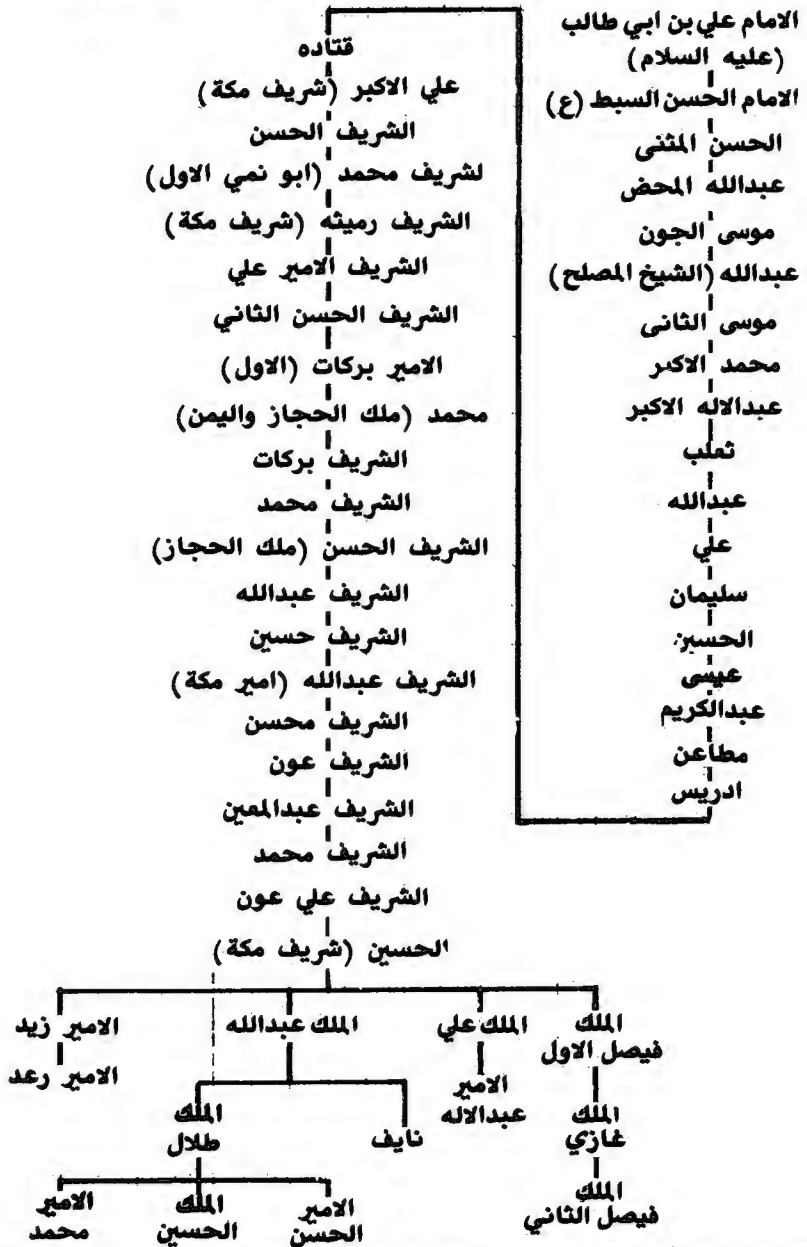 الامام علي بن ابي طالب
(عليه السلام)
الامام الحسن السبط (ع)
الحسن المثنى
عبدالله المحض
موسى الجون
عبدالله (الشيخ المصلح)
موسى الثانى
محمد الاكبر
عبدالاله الاكبر
ثعلب
عبدالله
علي
سليمان
الحسين
عيسى
عبدالكريم
مطاعن
ادريس
قتاده
علي الاكبر (شريف مكة)
الشريف الحسن
لشريف محمد (ابو نمي الاول)
الشريف رميثه (شريف مكة)
الشريف الامير علي
الشريف الحسن الثاني
الامير بركات (الاول)
محمد (ملك الحجاز واليمن)
الشريف بركات
الشريف محمد
الشريف الحسن (ملك الحجاز)
الشريف عبدالله
الشريف حسين
الشريف عبدالله (امير مكة)
الشريف محسن
الشريف عون
الشريف عبدالمعين
الشريف محمد
الشريف علي عون
الحسين (شريف مكة)
الملك
فيصل الاول
الملك علي
الملك عبدالله
الامير زيد
الملك
غازي
الامير
عبدالاله
نايف
الملك
طلال
الامير رعد
الملك
فيصل الثاني
الامير
الحسن
الملك
الحسين
الامير
محمد